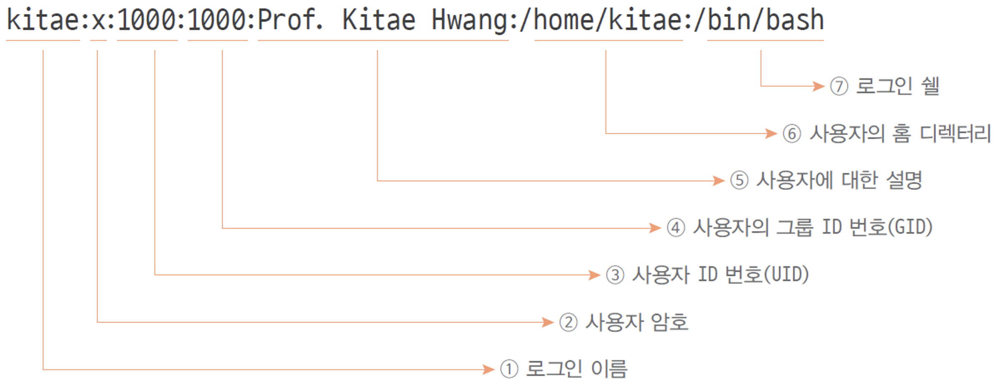 kitae:x:1000:1000:Prof. Kitae Hwang:/home/kitae:/bin/bash
⑦ 로그인 쉘
⑥ 사용자의 홈 디렉터리
⑤ 사용자에 대한 설명
④ 사용자의 그룹 ID 번호(GID)
③ 사용자 ID 번호(UID)
② 사용자 암호
① 로그인 이름